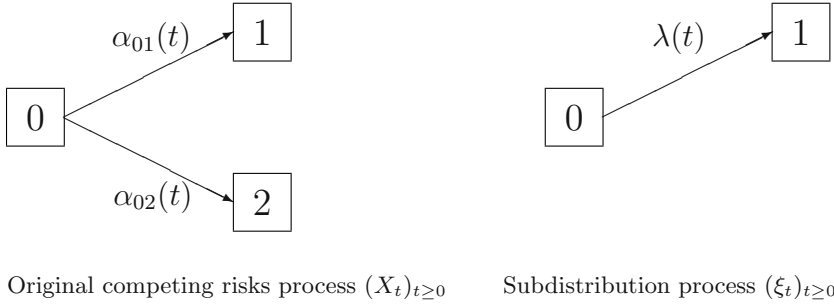 α₀₁(t)
1
0
α₀₂(t)
2
λ(t)
1
0
Original competing risks process (Xₜ)ₜ≥₀
Subdistribution process (ξₜ)ₜ≥₀